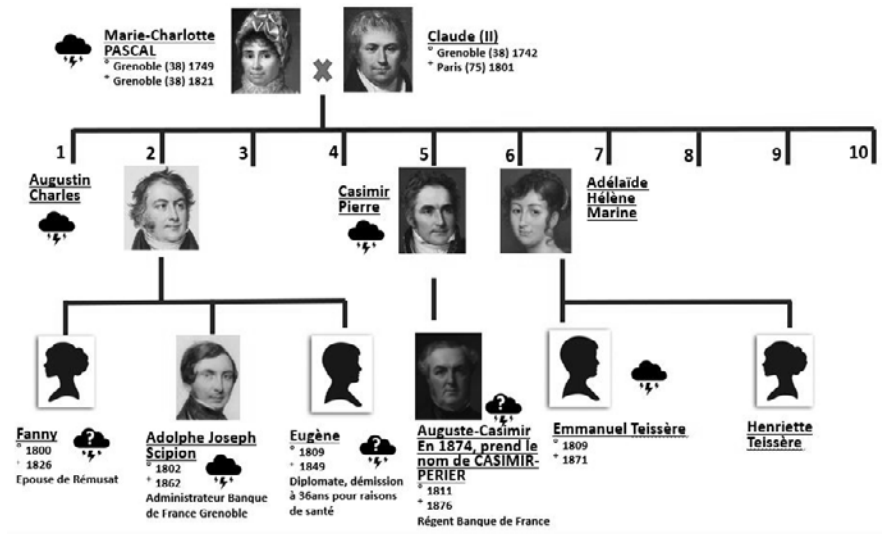 Marie-Charlotte
PASCAL
° Grenoble (38) 1749
+ Grenoble (38) 1821
Claude (II)
° Grenoble (38) 1742
+ Paris (75) 1801
1
2
3
4
5
6
7
8
9
10
Augustin
Charles
Casimir
Pierre
Adélaïde
Hélène
Marine
Fanny
° 1800
+ 1826
Epouse de Rémusat
?
Adolphe Joseph
Scipion
° 1802
+ 1862
Administrateur Banque
de France Grenoble
Eugène
° 1809
+ 1849
Diplomate, démission
à 36ans pour raisons
de santé
?
Auguste-Casimir
En 1874, prend le
nom de CASIMIR-
PERIER
° 1811
+ 1876
Régent Banque de France
?
Emmanuel Teissère
° 1809
+ 1871
Henriette
Teissère